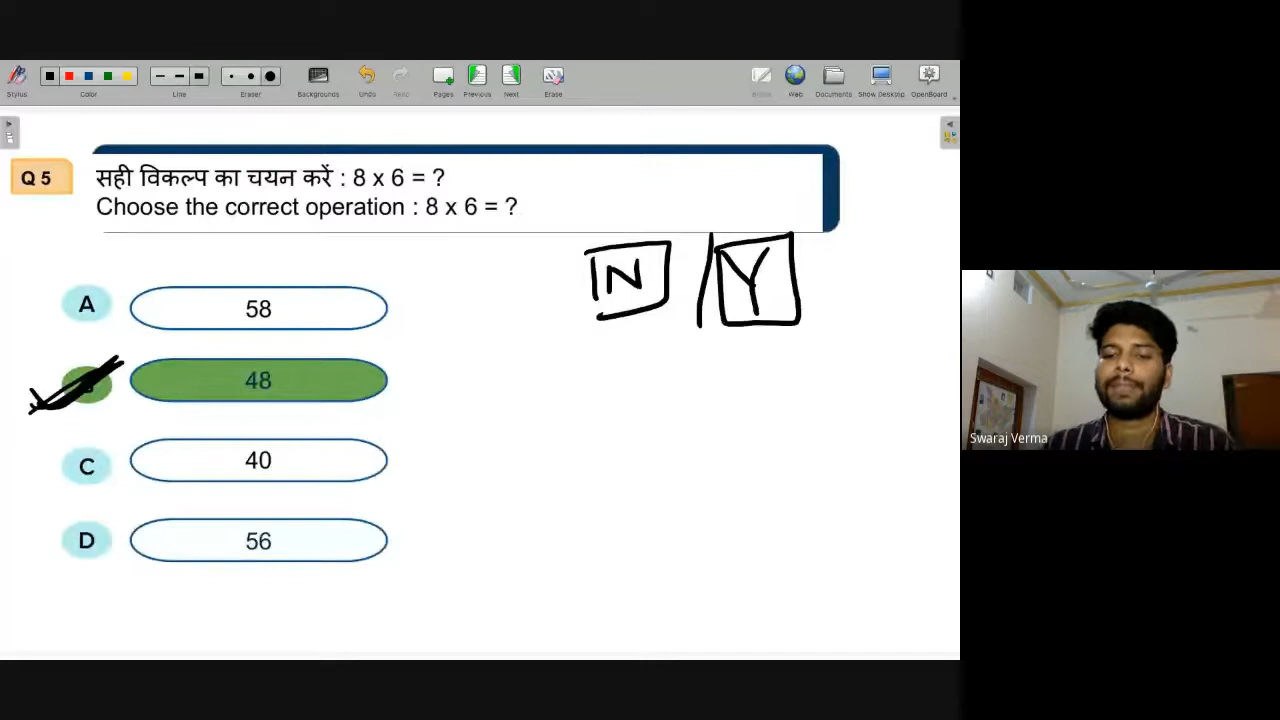 Stylus
Color
Line
Eraser
Backgrounds
Undo
Redo
Pages
Previous
Next
Erase
Board
Web
Documents
Show Desktop
OpenBoard
Q 5
सही विकल्प का चयन करें : 8 x 6 = ?
Choose the correct operation : 8 x 6 = ?
N
Y
A
58
48
C
40
D
56
Swaraj Verma